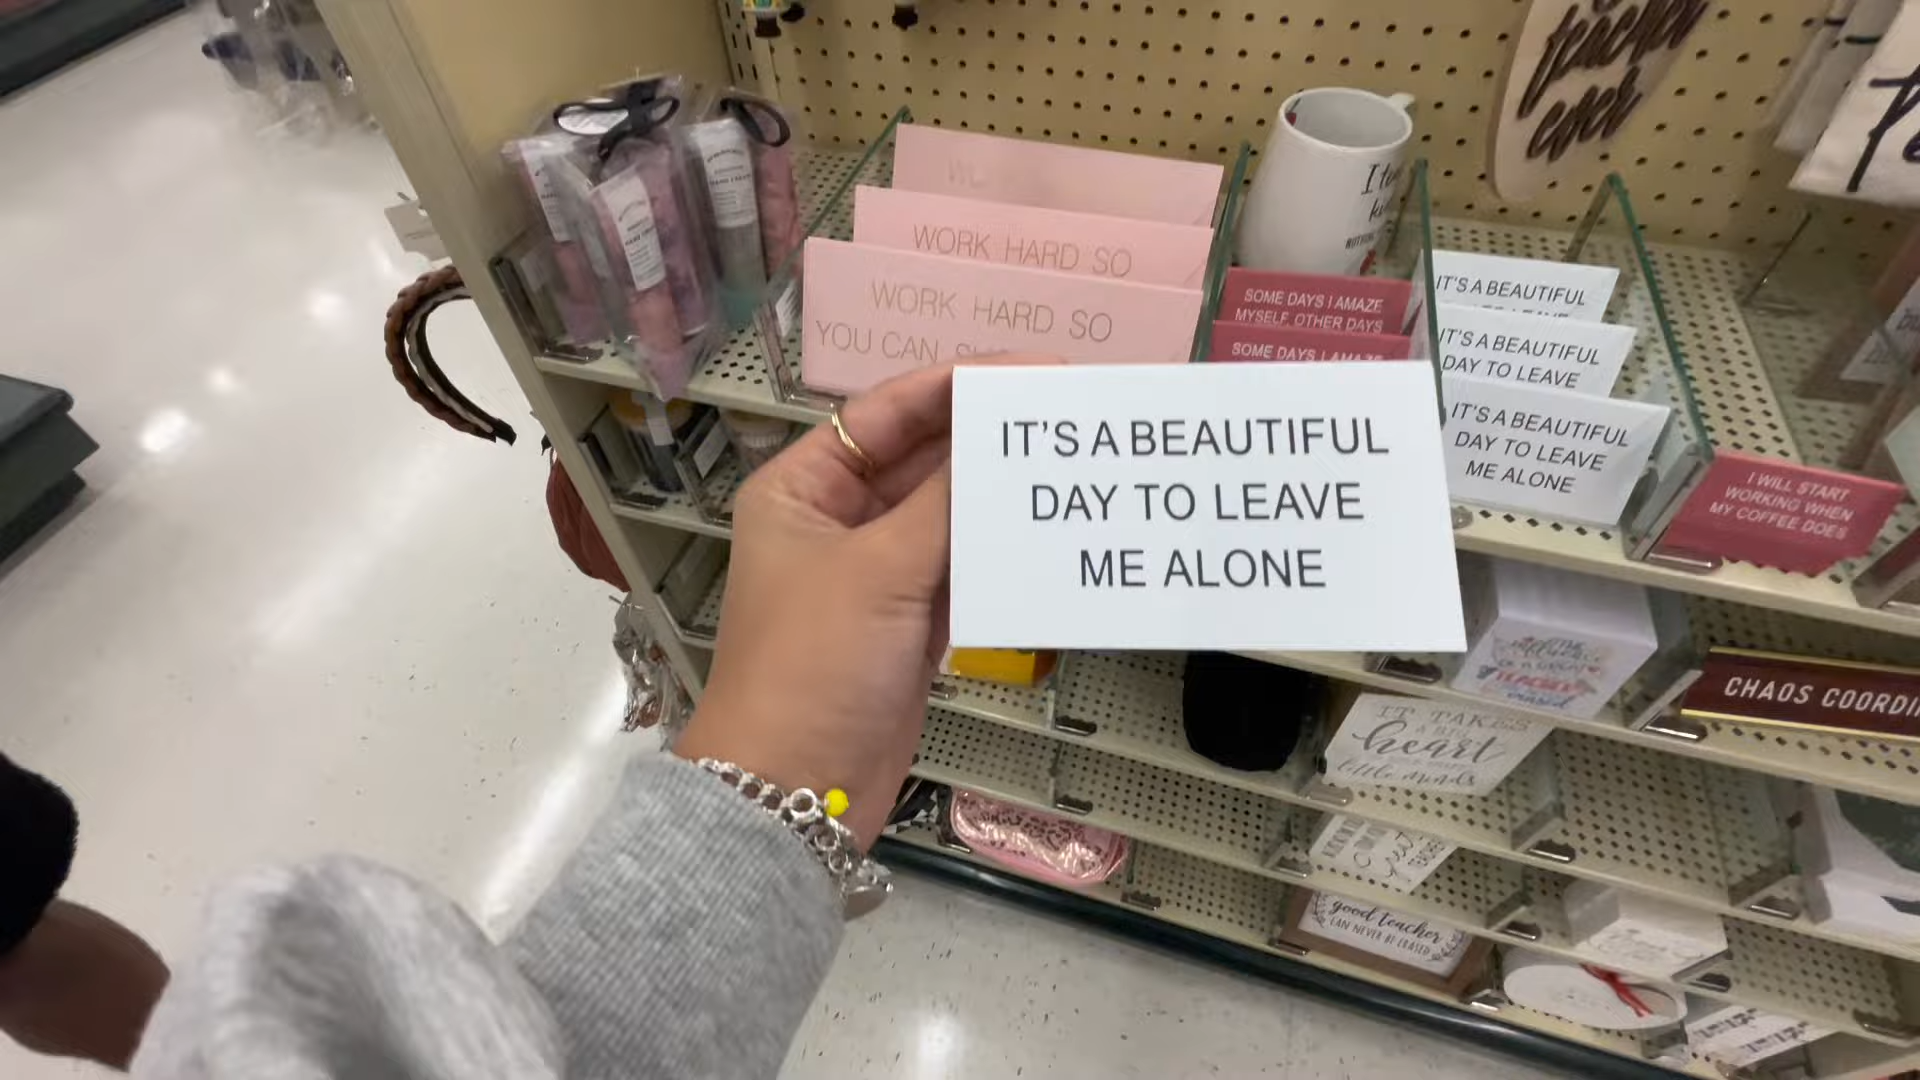 teacher
ever
WORK HARD SO
WORK HARD SO
YOU CAN
SOME DAYS I AMAZE
MYSELF. OTHER DAYS
SOME DAYS I AMAZE
IT'S A BEAUTIFUL
IT'S A BEAUTIFUL
DAY TO LEAVE
IT'S A BEAUTIFUL
DAY TO LEAVE
ME ALONE
IT'S A BEAUTIFUL
DAY TO LEAVE
ME ALONE
I WILL START
WORKING WHEN
MY COFFEE DOES
CHAOS
IT TAKES
A BIG
heart
little minds
good teacher
CAN NEVER BE ERASED